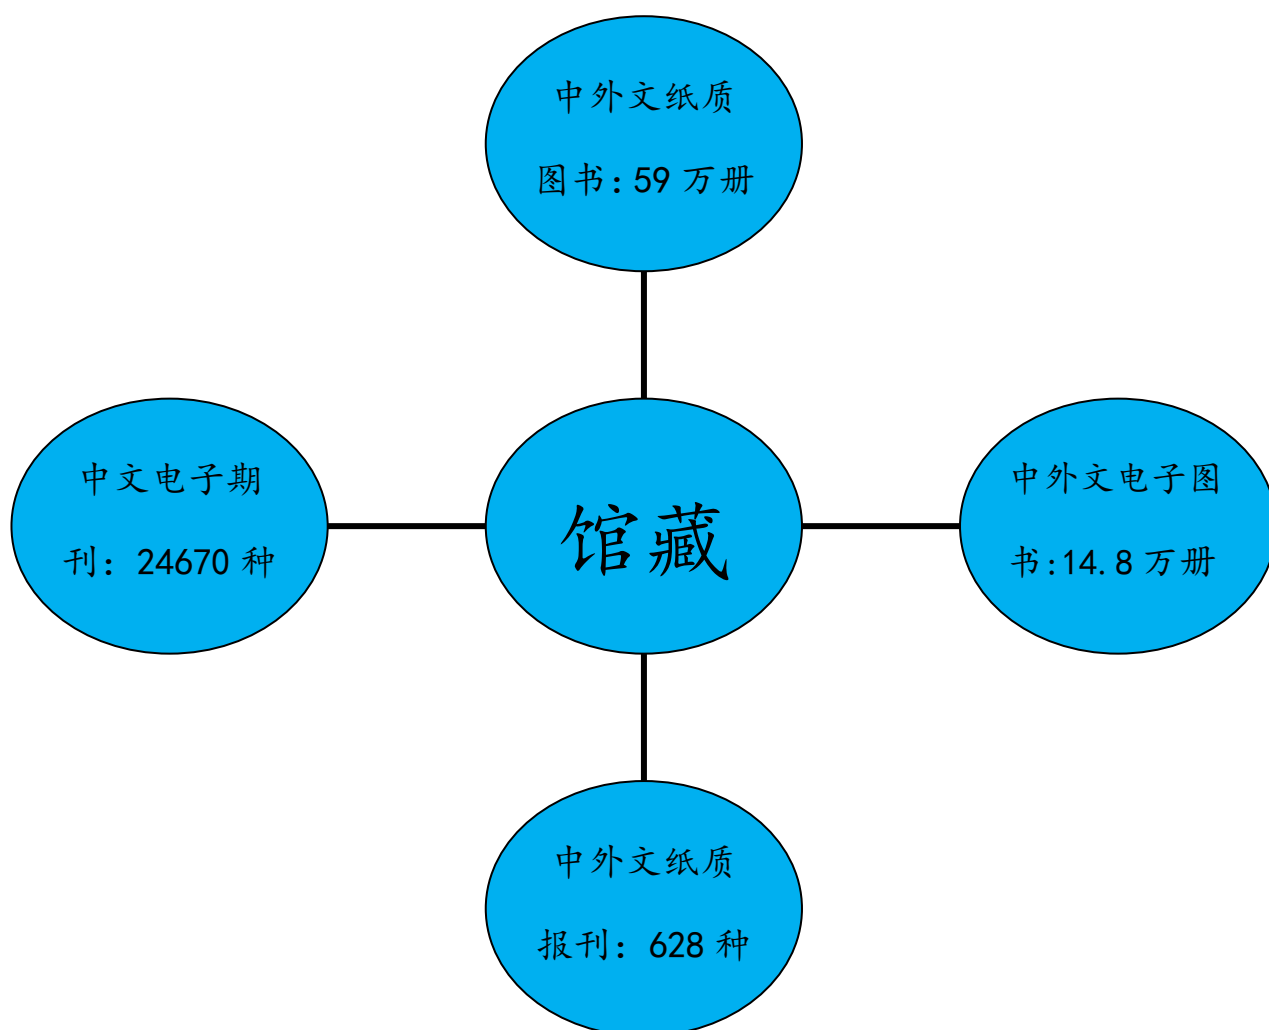 中外文纸质
图书:59 万册
中文电子期
刊：24670 种
馆藏
中外文电子图
书:14.8 万册
中外文纸质
报刊：628 种